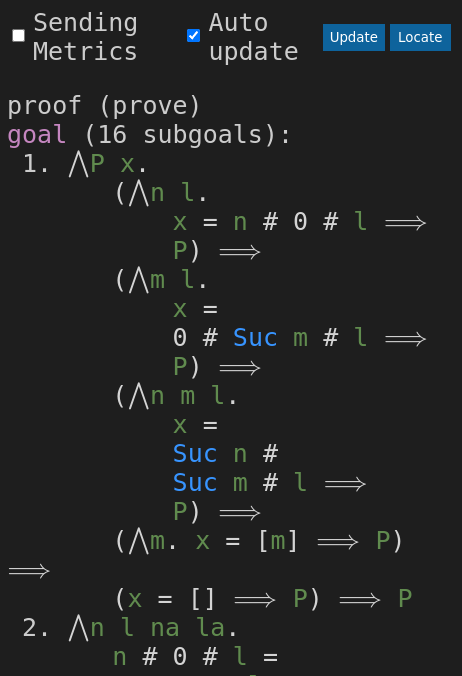 Sending Metrics
Auto update
Update
Locate
proof (prove)
goal (16 subgoals):
1. ⋀P x.
(⋀n l.
x = n # 0 # l ⟹
P) ⟹
(⋀m l.
x =
0 # Suc m # l ⟹
P) ⟹
(⋀n m l.
x =
Suc n #
Suc m # l ⟹
P) ⟹
(⋀m. x = [m] ⟹ P)
⟹
(x = [] ⟹ P) ⟹ P
2. ⋀n l na la.
n # 0 # l =